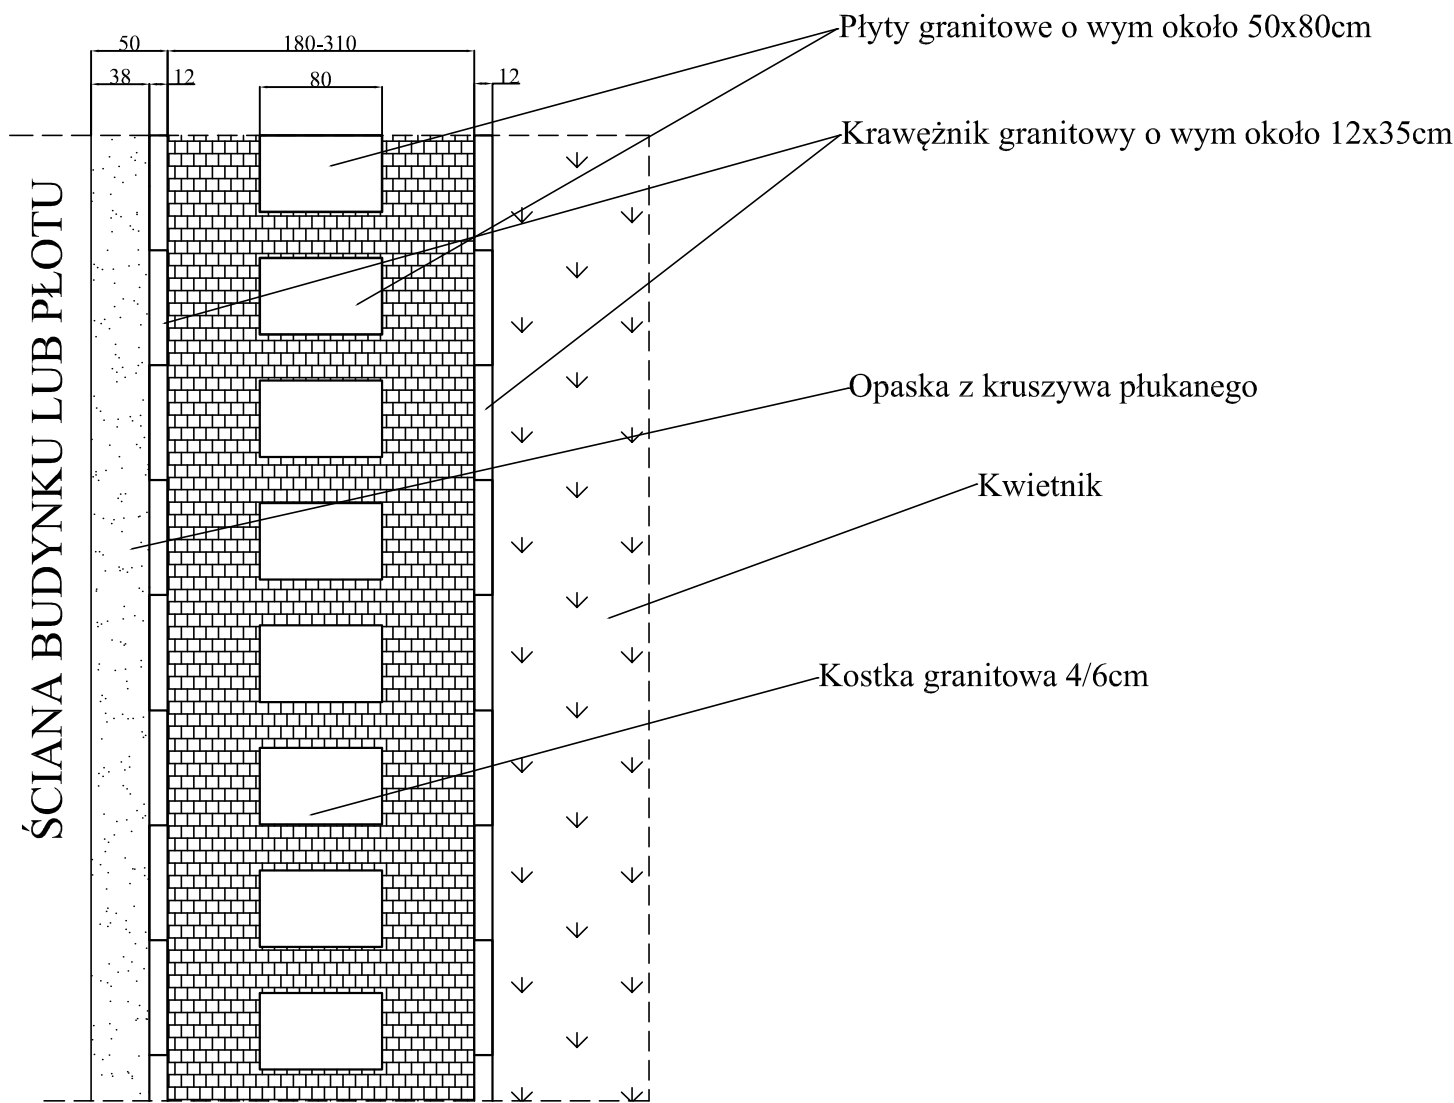 Płyty granitowe o wym około 50x80cm
50
180-310
38
12
80
12
Krawężnik granitowy o wym około 12x35cm
ŚCIANA BUDYNKU LUB PŁOTU
Opaska z kruszywa płukanego
Kwietnik
Kostka granitowa 4/6cm